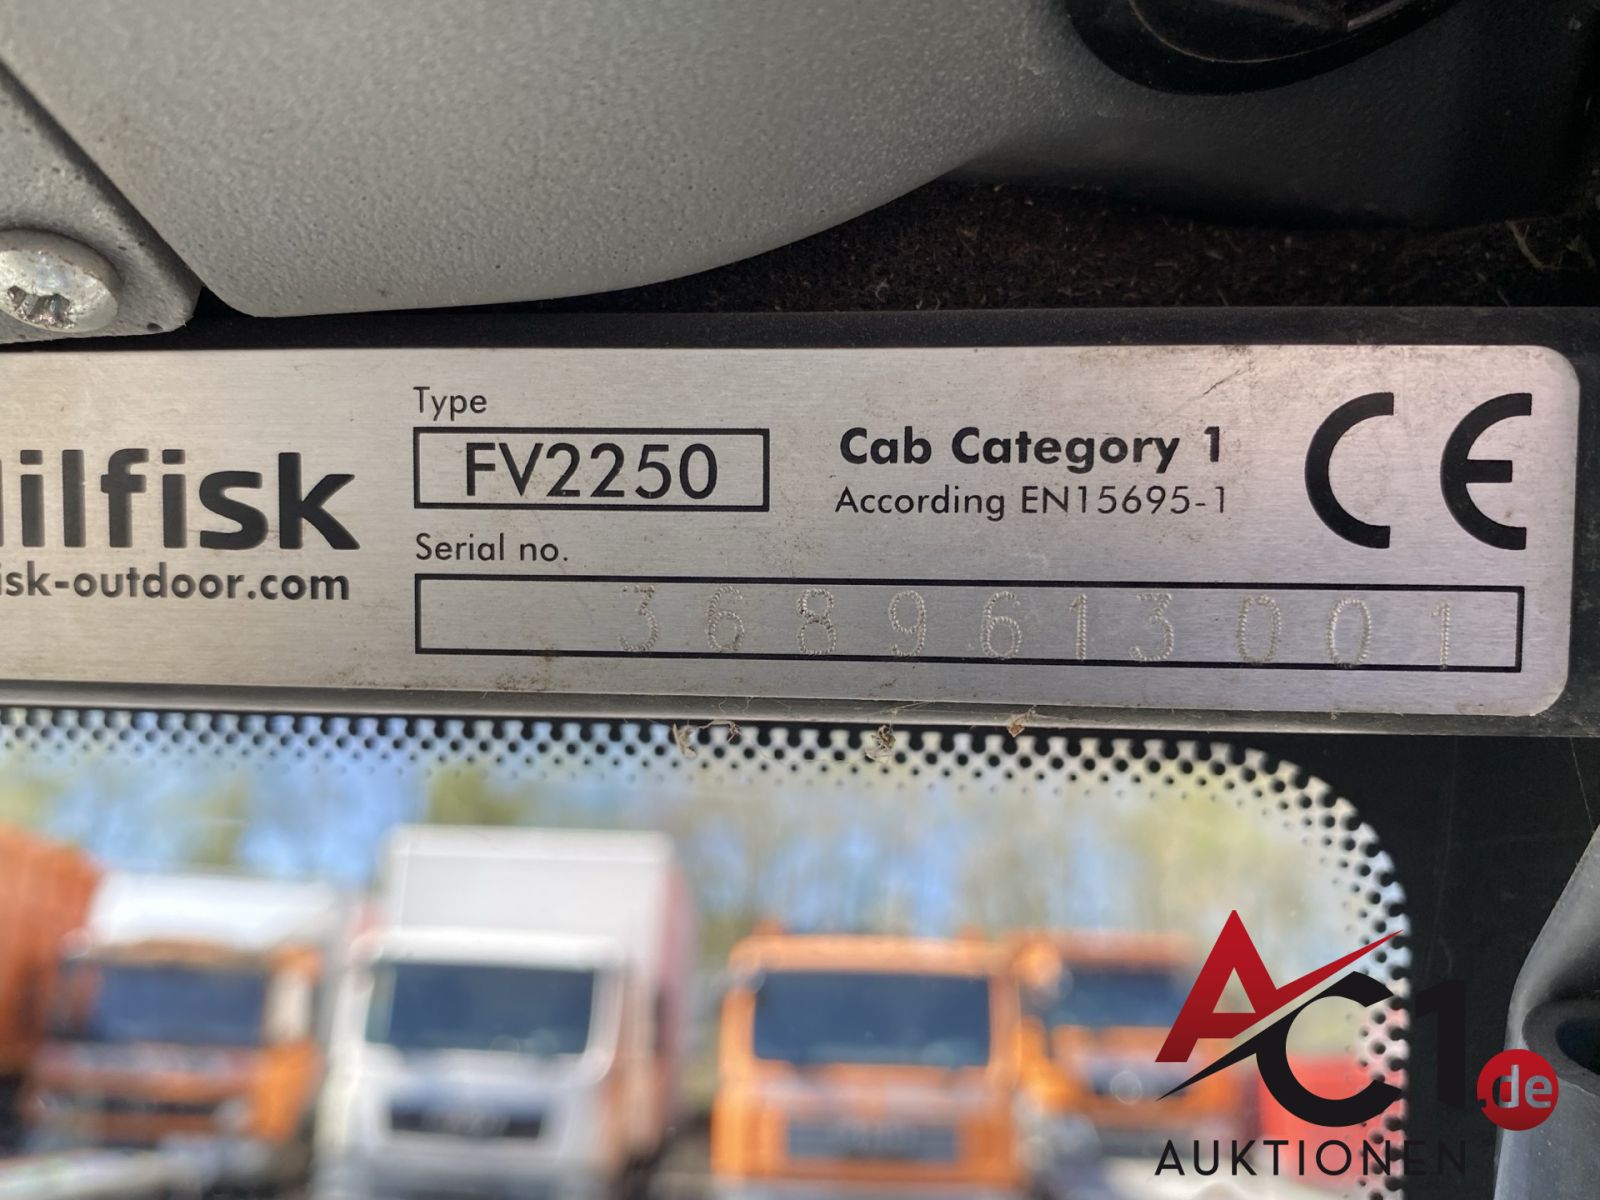 ilfisk
isk-outdoor.com
Type
FV2250
Serial no.
3689613001
Cab Category 1
According EN15695-1
CE
AC1.de
AUKTIONEN